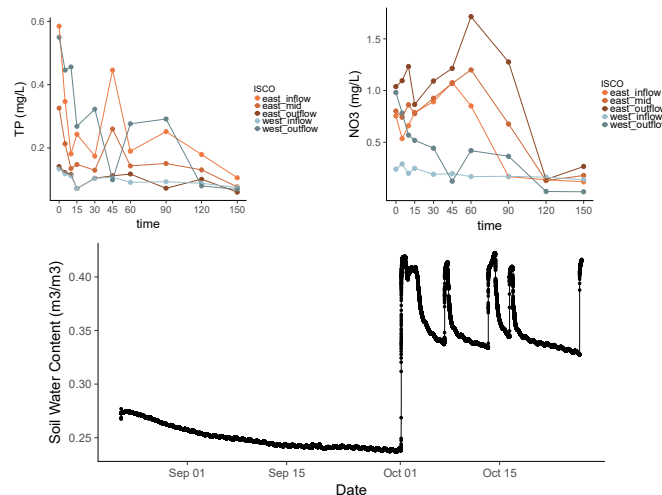 TP (mg/L)
0.6
0.4
0.2
0 15 30 45 60 90 120 150
time
ISCO
east_inflow
east_mid
east_outflow
west_inflow
west_outflow
NO3 (mg/L)
1.5
1.0
0.5
0 15 30 45 60 90 120 150
time
ISCO
east_inflow
east_mid
east_outflow
west_inflow
west_outflow
Soil Water Content (m3/m3)
0.40
0.35
0.30
0.25
Sep 01 Sep 15 Oct 01 Oct 15
Date